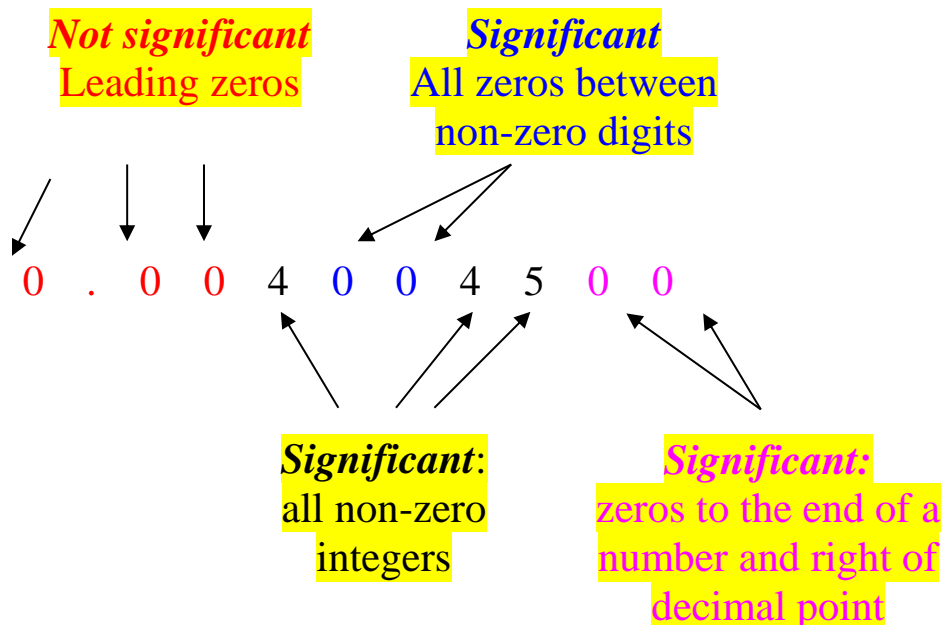 Not significant
Leading zeros
Significant
All zeros between
non-zero digits
0 . 0 0 4 0 0 4 5 0 0
Significant:
all non-zero
integers
Significant:
zeros to the end of a
number and right of
decimal point